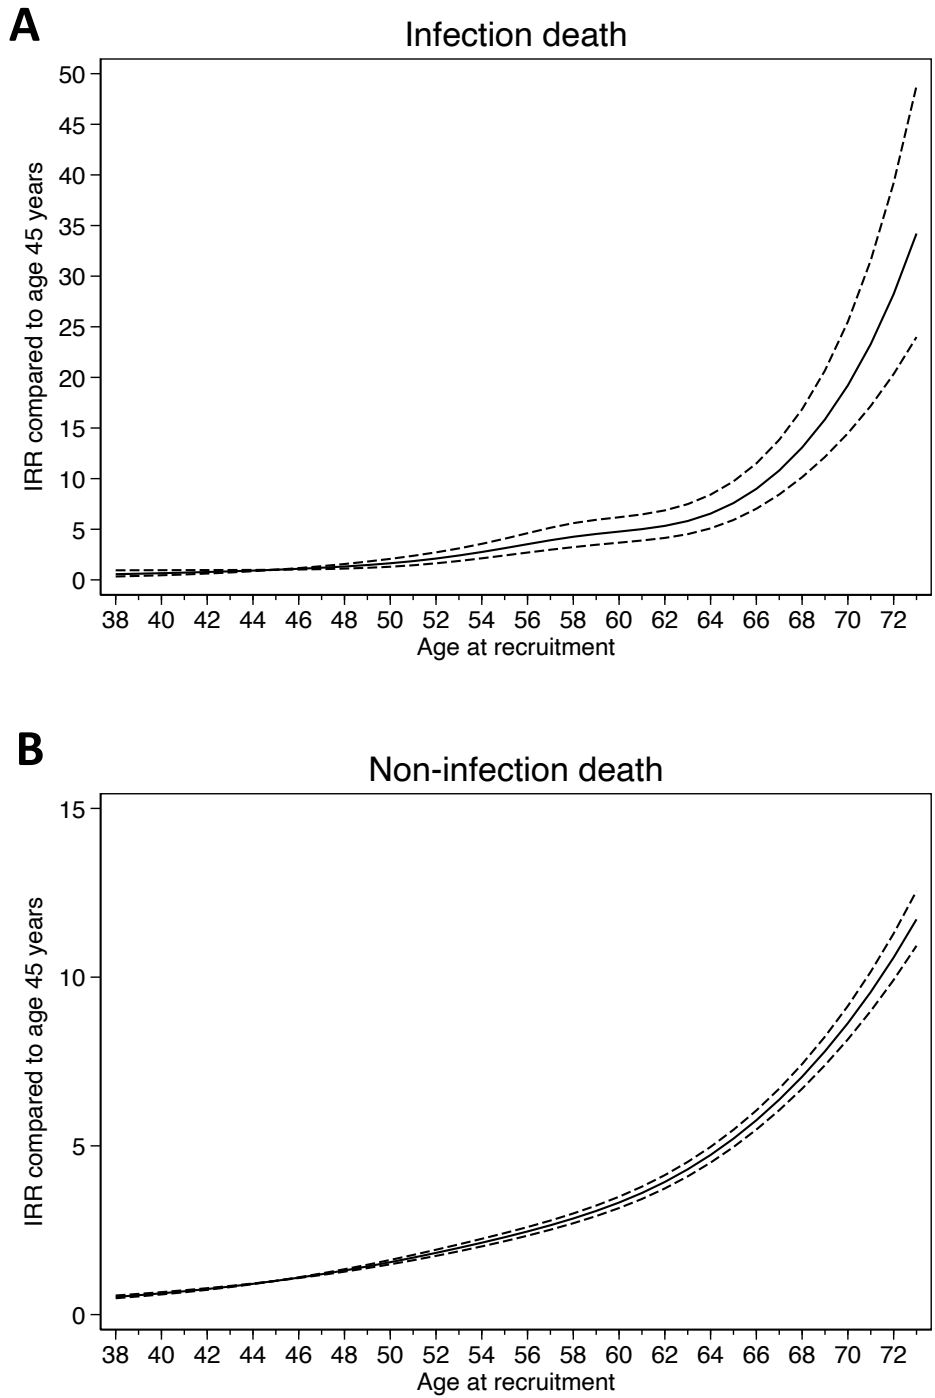 A
Infection death
50
45
40
35
30
25
20
15
10
5
0
IRR compared to age 45 years
38 40 42 44 46 48 50 52 54 56 58 60 62 64 66 68 70 72
Age at recruitment
B
Non-infection death
15
10
5
0
IRR compared to age 45 years
38 40 42 44 46 48 50 52 54 56 58 60 62 64 66 68 70 72
Age at recruitment